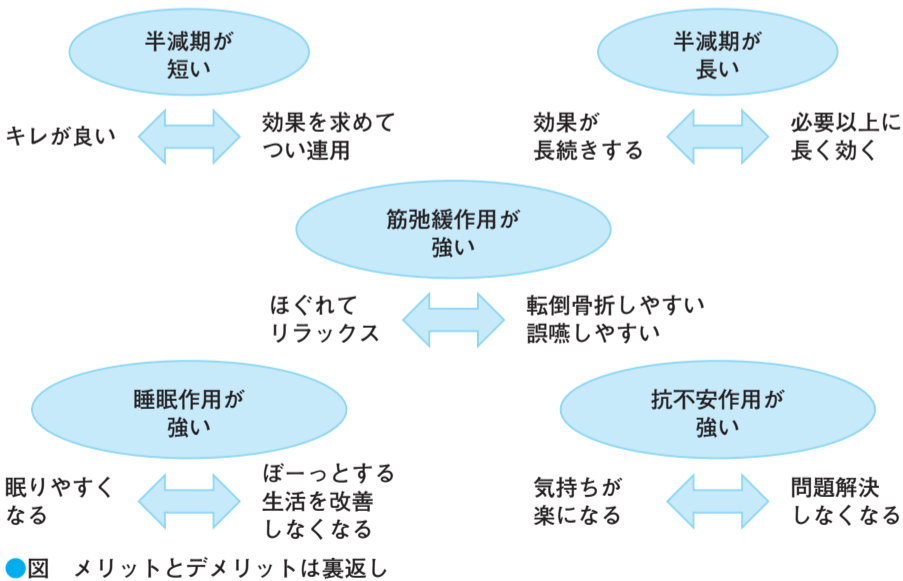 半減期が
短い
キレが良い
効果を求めて
つい連用
半減期が
長い
効果が
長続きする
必要以上に
長く効く
筋弛緩作用が
強い
ほぐれて
リラックス
転倒骨折しやすい
誤嚥しやすい
睡眠作用が
強い
眠りやすく
なる
ぼーっとする
生活を改善
しなくなる
抗不安作用が
強い
気持ちが
楽になる
問題解決
しなくなる
●図　メリットとデメリットは裏返し